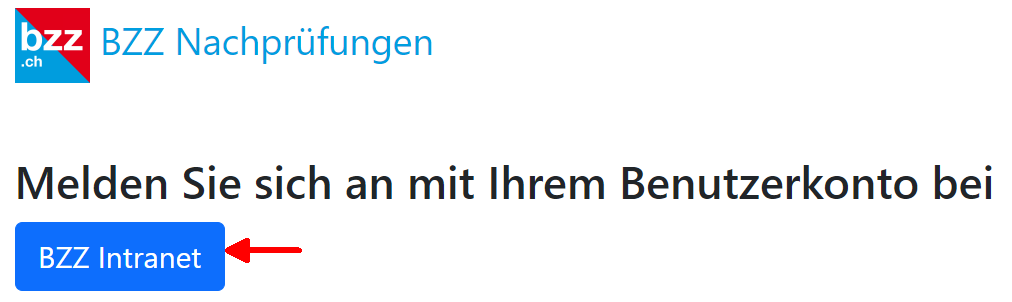 bzz
.ch
BZZ Nachprüfungen
Melden Sie sich an mit Ihrem Benutzerkonto bei
BZZ Intranet